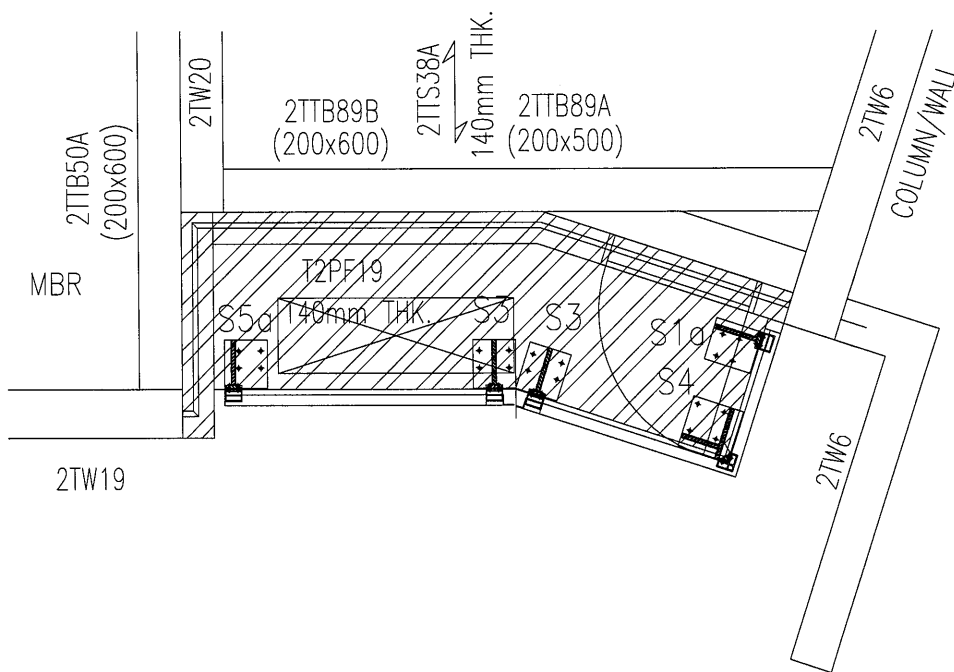 2TW20
2TTB50A
(200x600)
2TTB89B
(200x600)
2TTS38A
140mm THK.
2TTB89A
(200x500)
2TW6
COLUMN/WALL
MBR
T2PF19
140mm THK.
S5a
S3
S3
S1a
S4
2TW19
2TW6